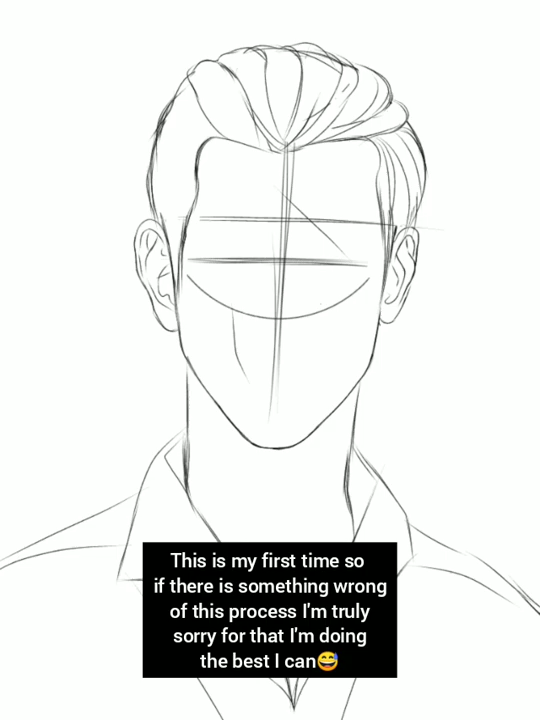 This is my first time so
if there is something wrong
of this process I'm truly
sorry for that I'm doing
the best I can😅